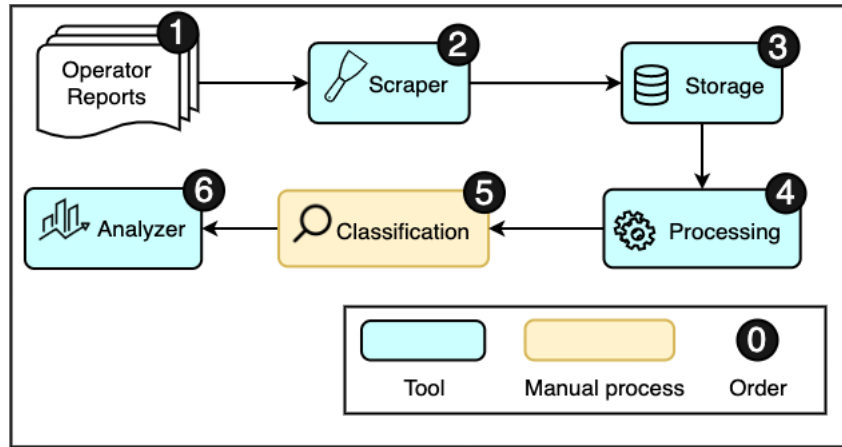 1
Operator
Reports
2
Scraper
3
Storage
4
Processing
5
Classification
6
Analyzer
0
Tool
Manual process
Order